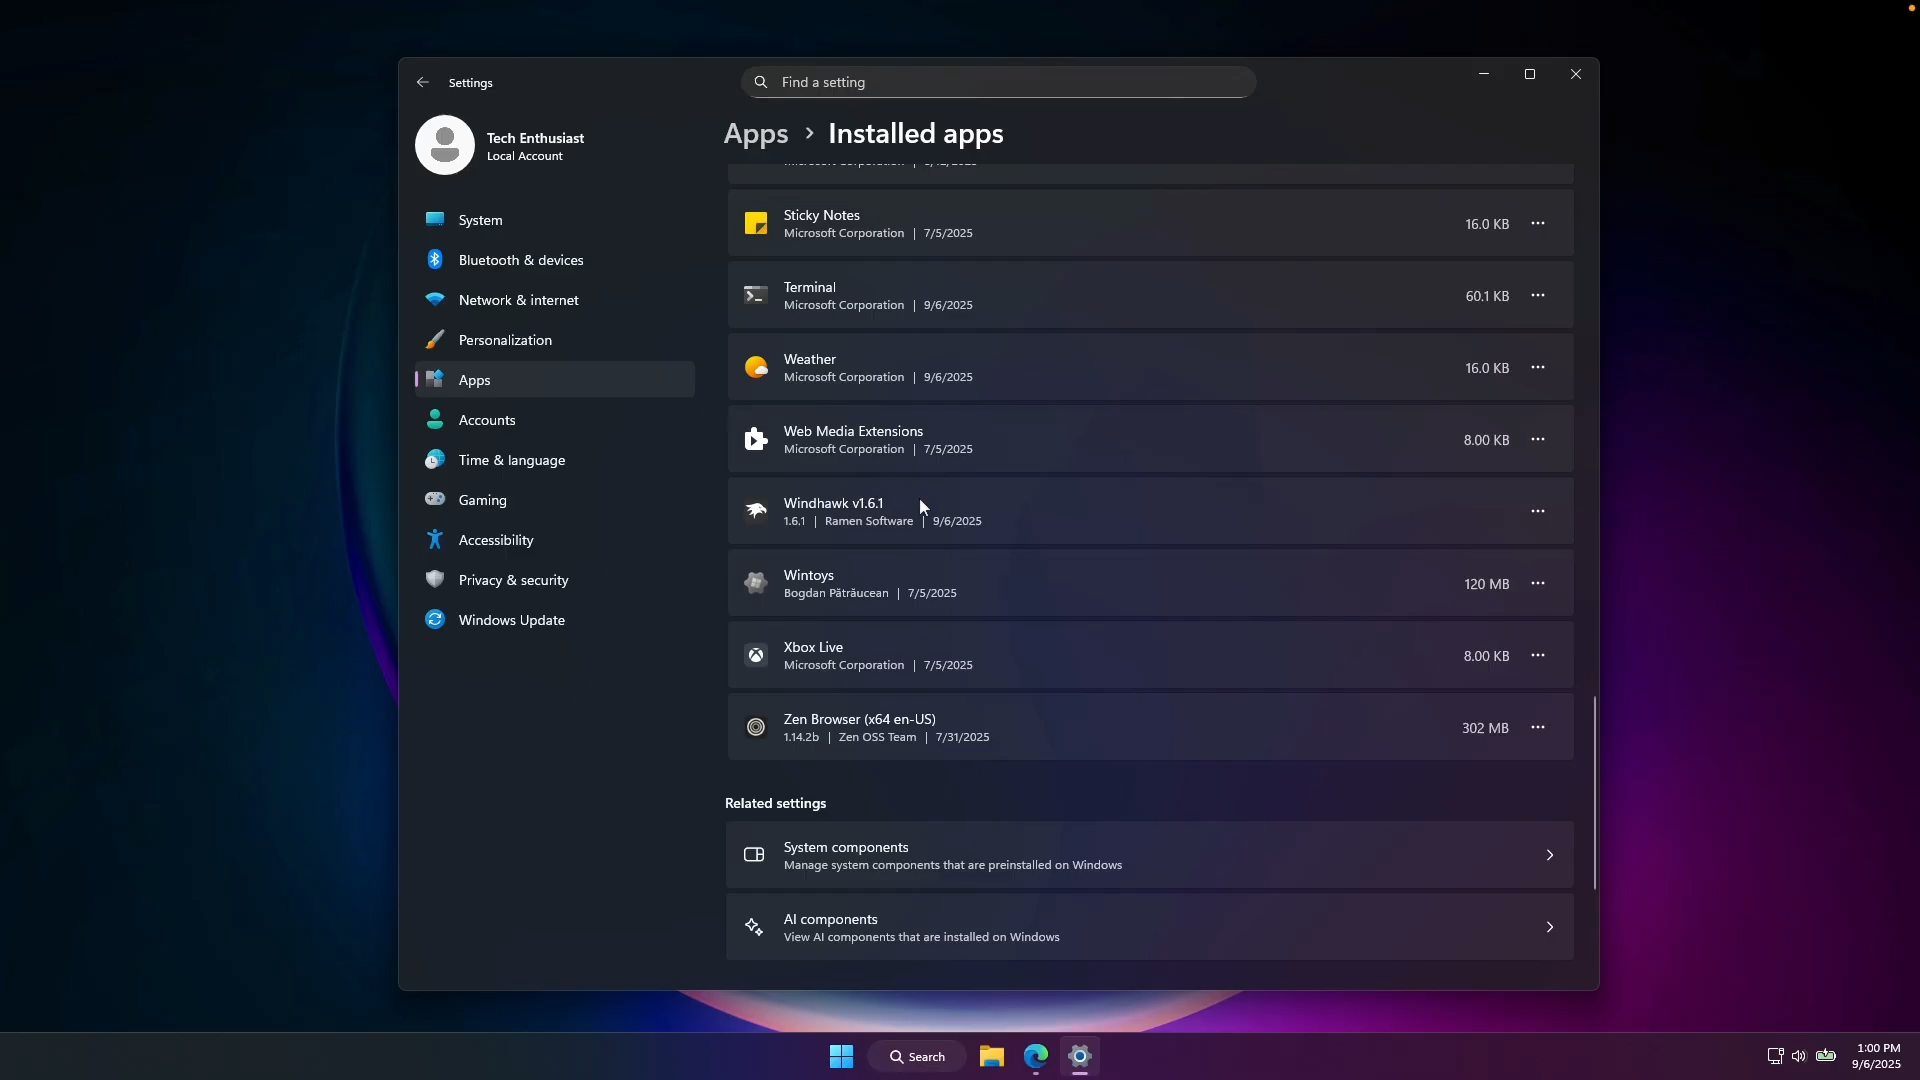 Settings
Find a setting
Tech Enthusiast
Local Account
System
Bluetooth & devices
Network & internet
Personalization
Apps
Accounts
Time & language
Gaming
Accessibility
Privacy & security
Windows Update
Apps > Installed apps
Sticky Notes
Microsoft Corporation | 7/5/2025
16.0 KB
Terminal
Microsoft Corporation | 9/6/2025
60.1 KB
Weather
Microsoft Corporation | 9/6/2025
16.0 KB
Web Media Extensions
Microsoft Corporation | 7/5/2025
8.00 KB
Windhawk v1.6.1
1.6.1 | Ramen Software | 9/6/2025
Wintoys
Bogdan Pătrăucean | 7/5/2025
120 MB
Xbox Live
Microsoft Corporation | 7/5/2025
8.00 KB
Zen Browser (x64 en-US)
1.14.2b | Zen OSS Team | 7/31/2025
302 MB
Related settings
System components
Manage system components that are preinstalled on Windows
AI components
View AI components that are installed on Windows
Search
1:00 PM
9/6/2025